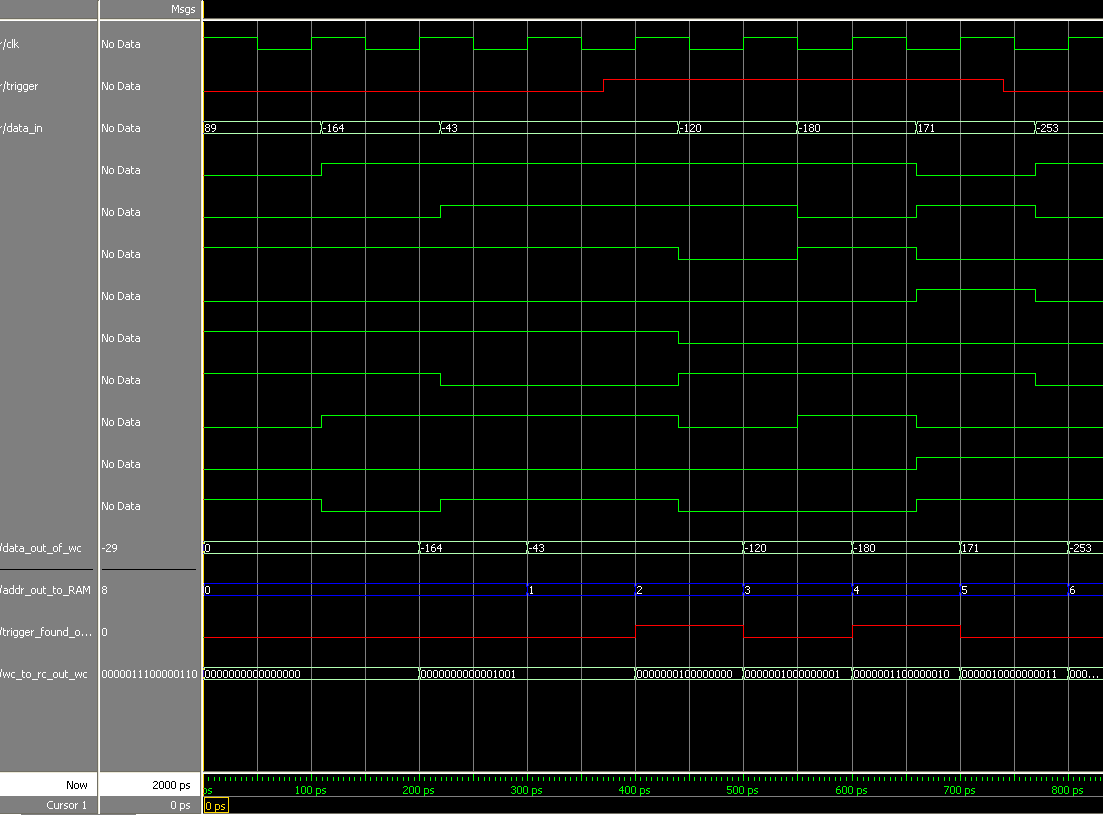 Msgs
r/clk No Data
r/trigger No Data
r/data_in No Data 89 -164 -43 -120 -180 171 -253
No Data
No Data
No Data
No Data
No Data
No Data
No Data
No Data
No Data
/data_out_of_wc -29 0 -164 -43 -120 -180 171 -253
/addr_out_to_RAM 8 0 1 2 3 4 5 6
/trigger_found_o... 0
/wc_to_rc_out_wc 0000011100000110 0000000000000000 0000000000001001 0000000100000000 0000001000000001 0000001100000010 0000010000000011 000...
Now 2000 ps ps 100 ps 200 ps 300 ps 400 ps 500 ps 600 ps 700 ps 800 ps
Cursor 1 0 ps 0 ps